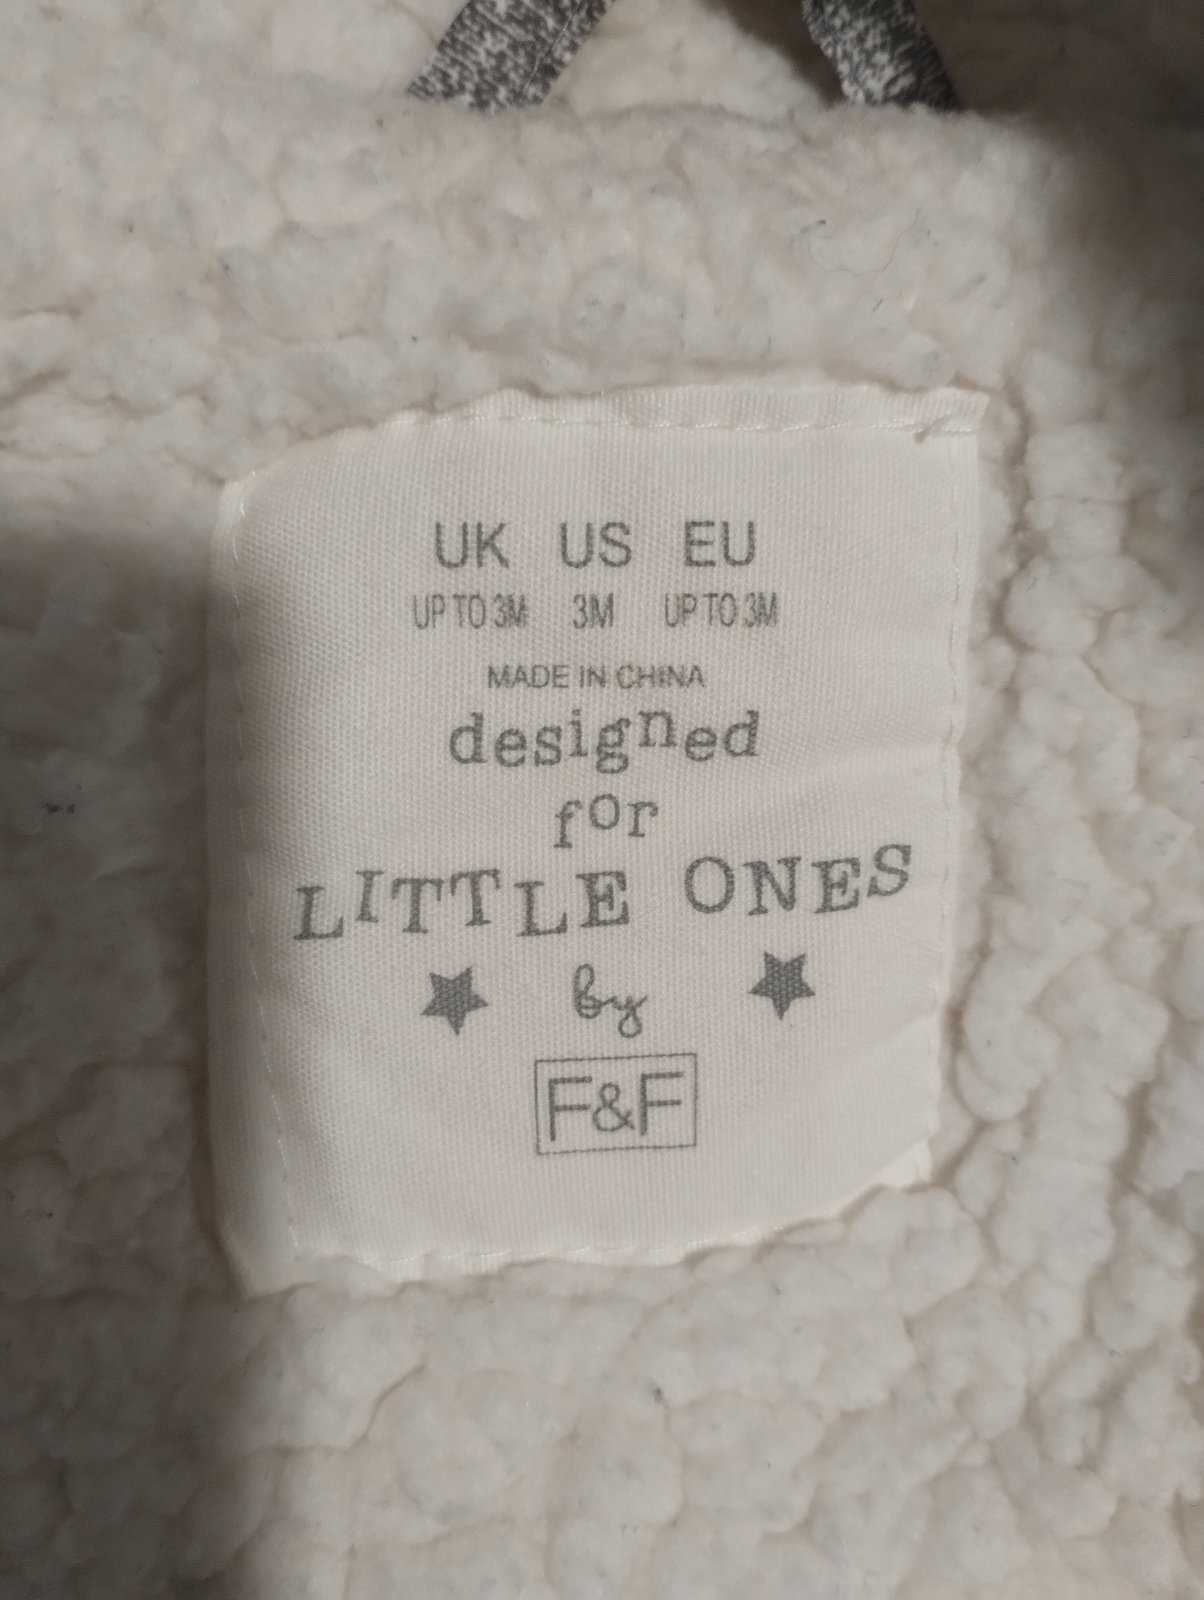 UK US EU
UP TO 3M 3M UP TO 3M
MADE IN CHINA
designed
for
LITTLE ONES
by
F&F